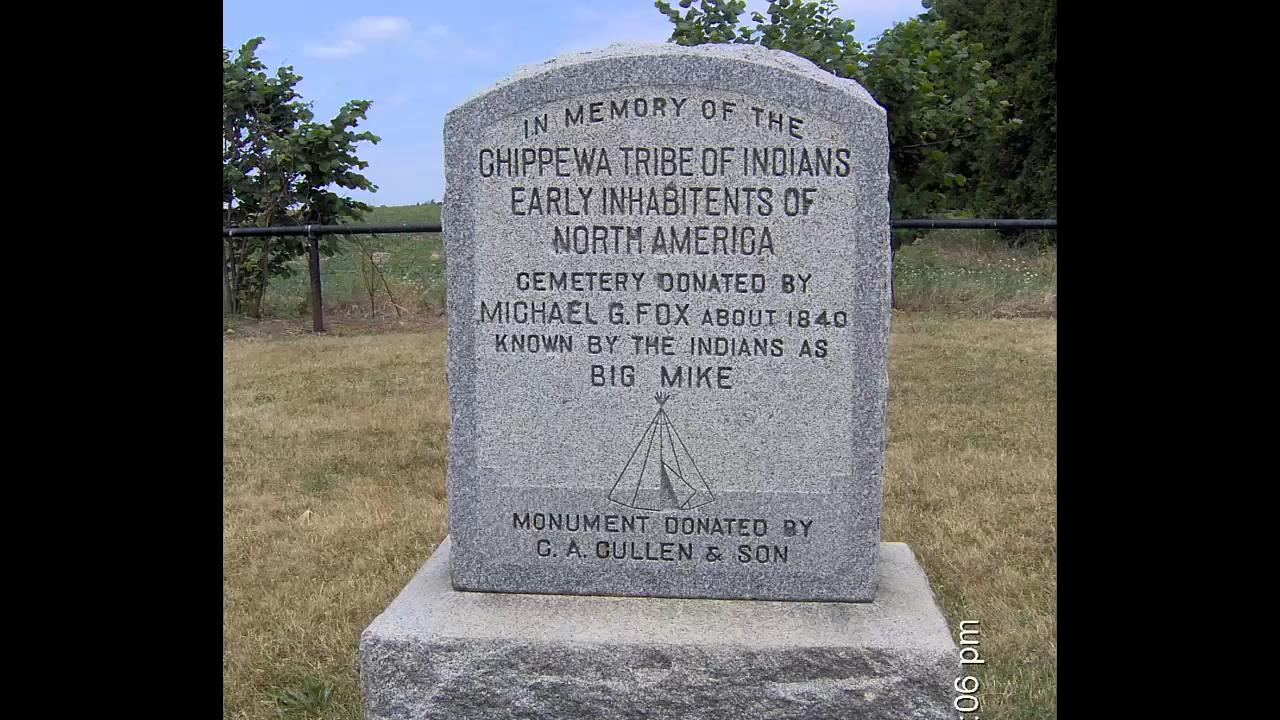 IN MEMORY OF THE
CHIPPEWA TRIBE OF INDIANS
EARLY INHABITENTS OF
NORTH AMERICA
CEMETERY DONATED BY
MICHAEL G. FOX ABOUT 1840
KNOWN BY THE INDIANS AS
BIG MIKE
MONUMENT DONATED BY
C. A. CULLEN & SON
:06 pm